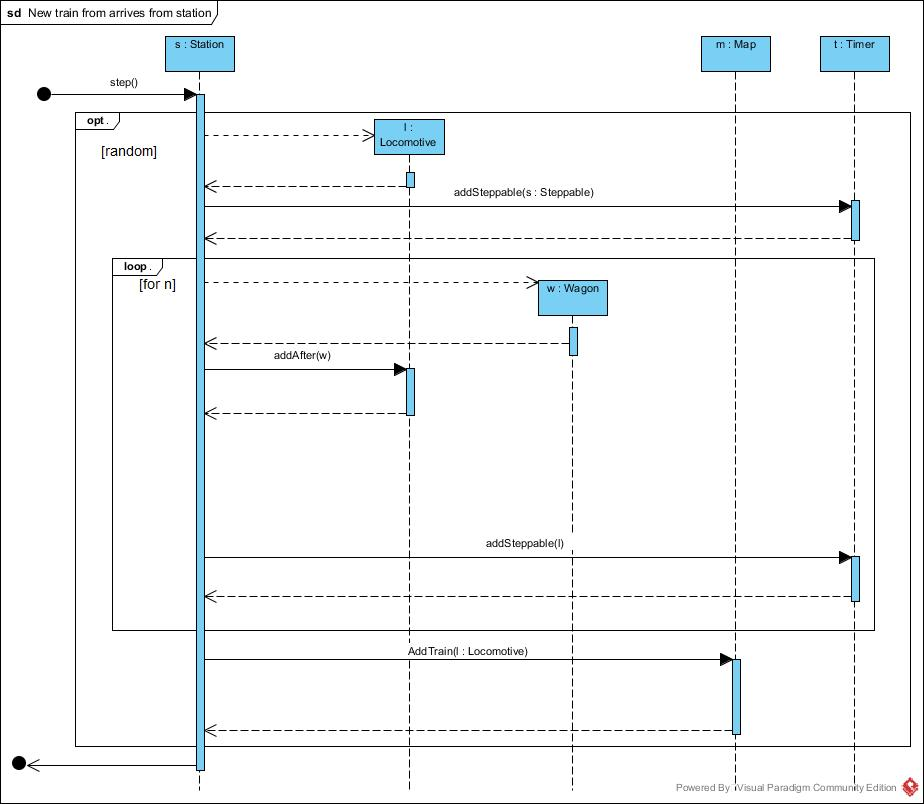 sd New train from arrives from station
s : Station
m : Map
t : Timer
step()
opt .
l :
Locomotive
[random]
addSteppable(s : Steppable)
loop .
[for n]
w : Wagon
addAfter(w)
addSteppable(l)
AddTrain(l : Locomotive)
Powered By Visual Paradigm Community Edition